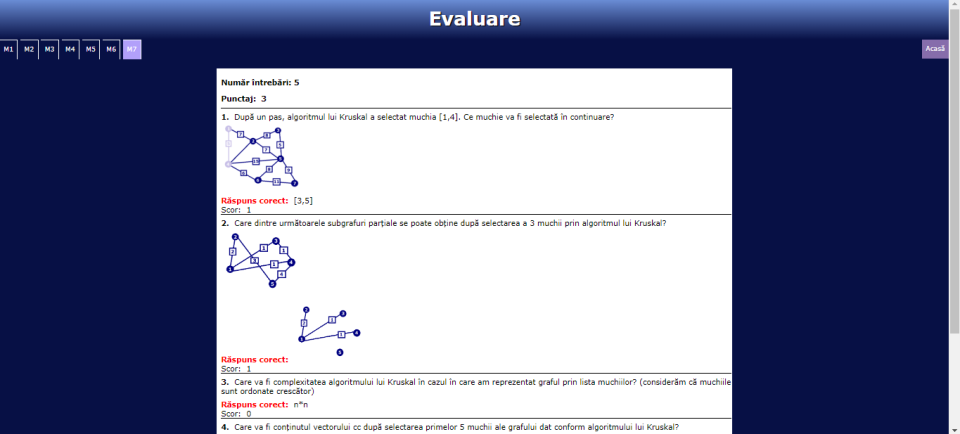 Evaluare
M1 M2 M3 M4 M5 M6 M7 Acasă
Număr întrebări: 5
Punctaj: 3
1. După un pas, algoritmul lui Kruskal a selectat muchia [1,4]. Ce muchie va fi selectată în continuare?
Răspuns corect: [3,5]
Scor: 1
2. Care dintre următoarele subgrafuri parțiale se poate obține după selectarea a 3 muchii prin algoritmul lui Kruskal?
Răspuns corect:
Scor: 1
3. Care va fi complexitatea algoritmului lui Kruskal în cazul în care am reprezentat graful prin lista muchiilor? (considerăm că muchiile
sunt ordonate crescător)
Răspuns corect: n*n
Scor: 0
4. Care va fi conținutul vectorului cc după selectarea primelor 5 muchii ale grafului dat conform algoritmului lui Kruskal?